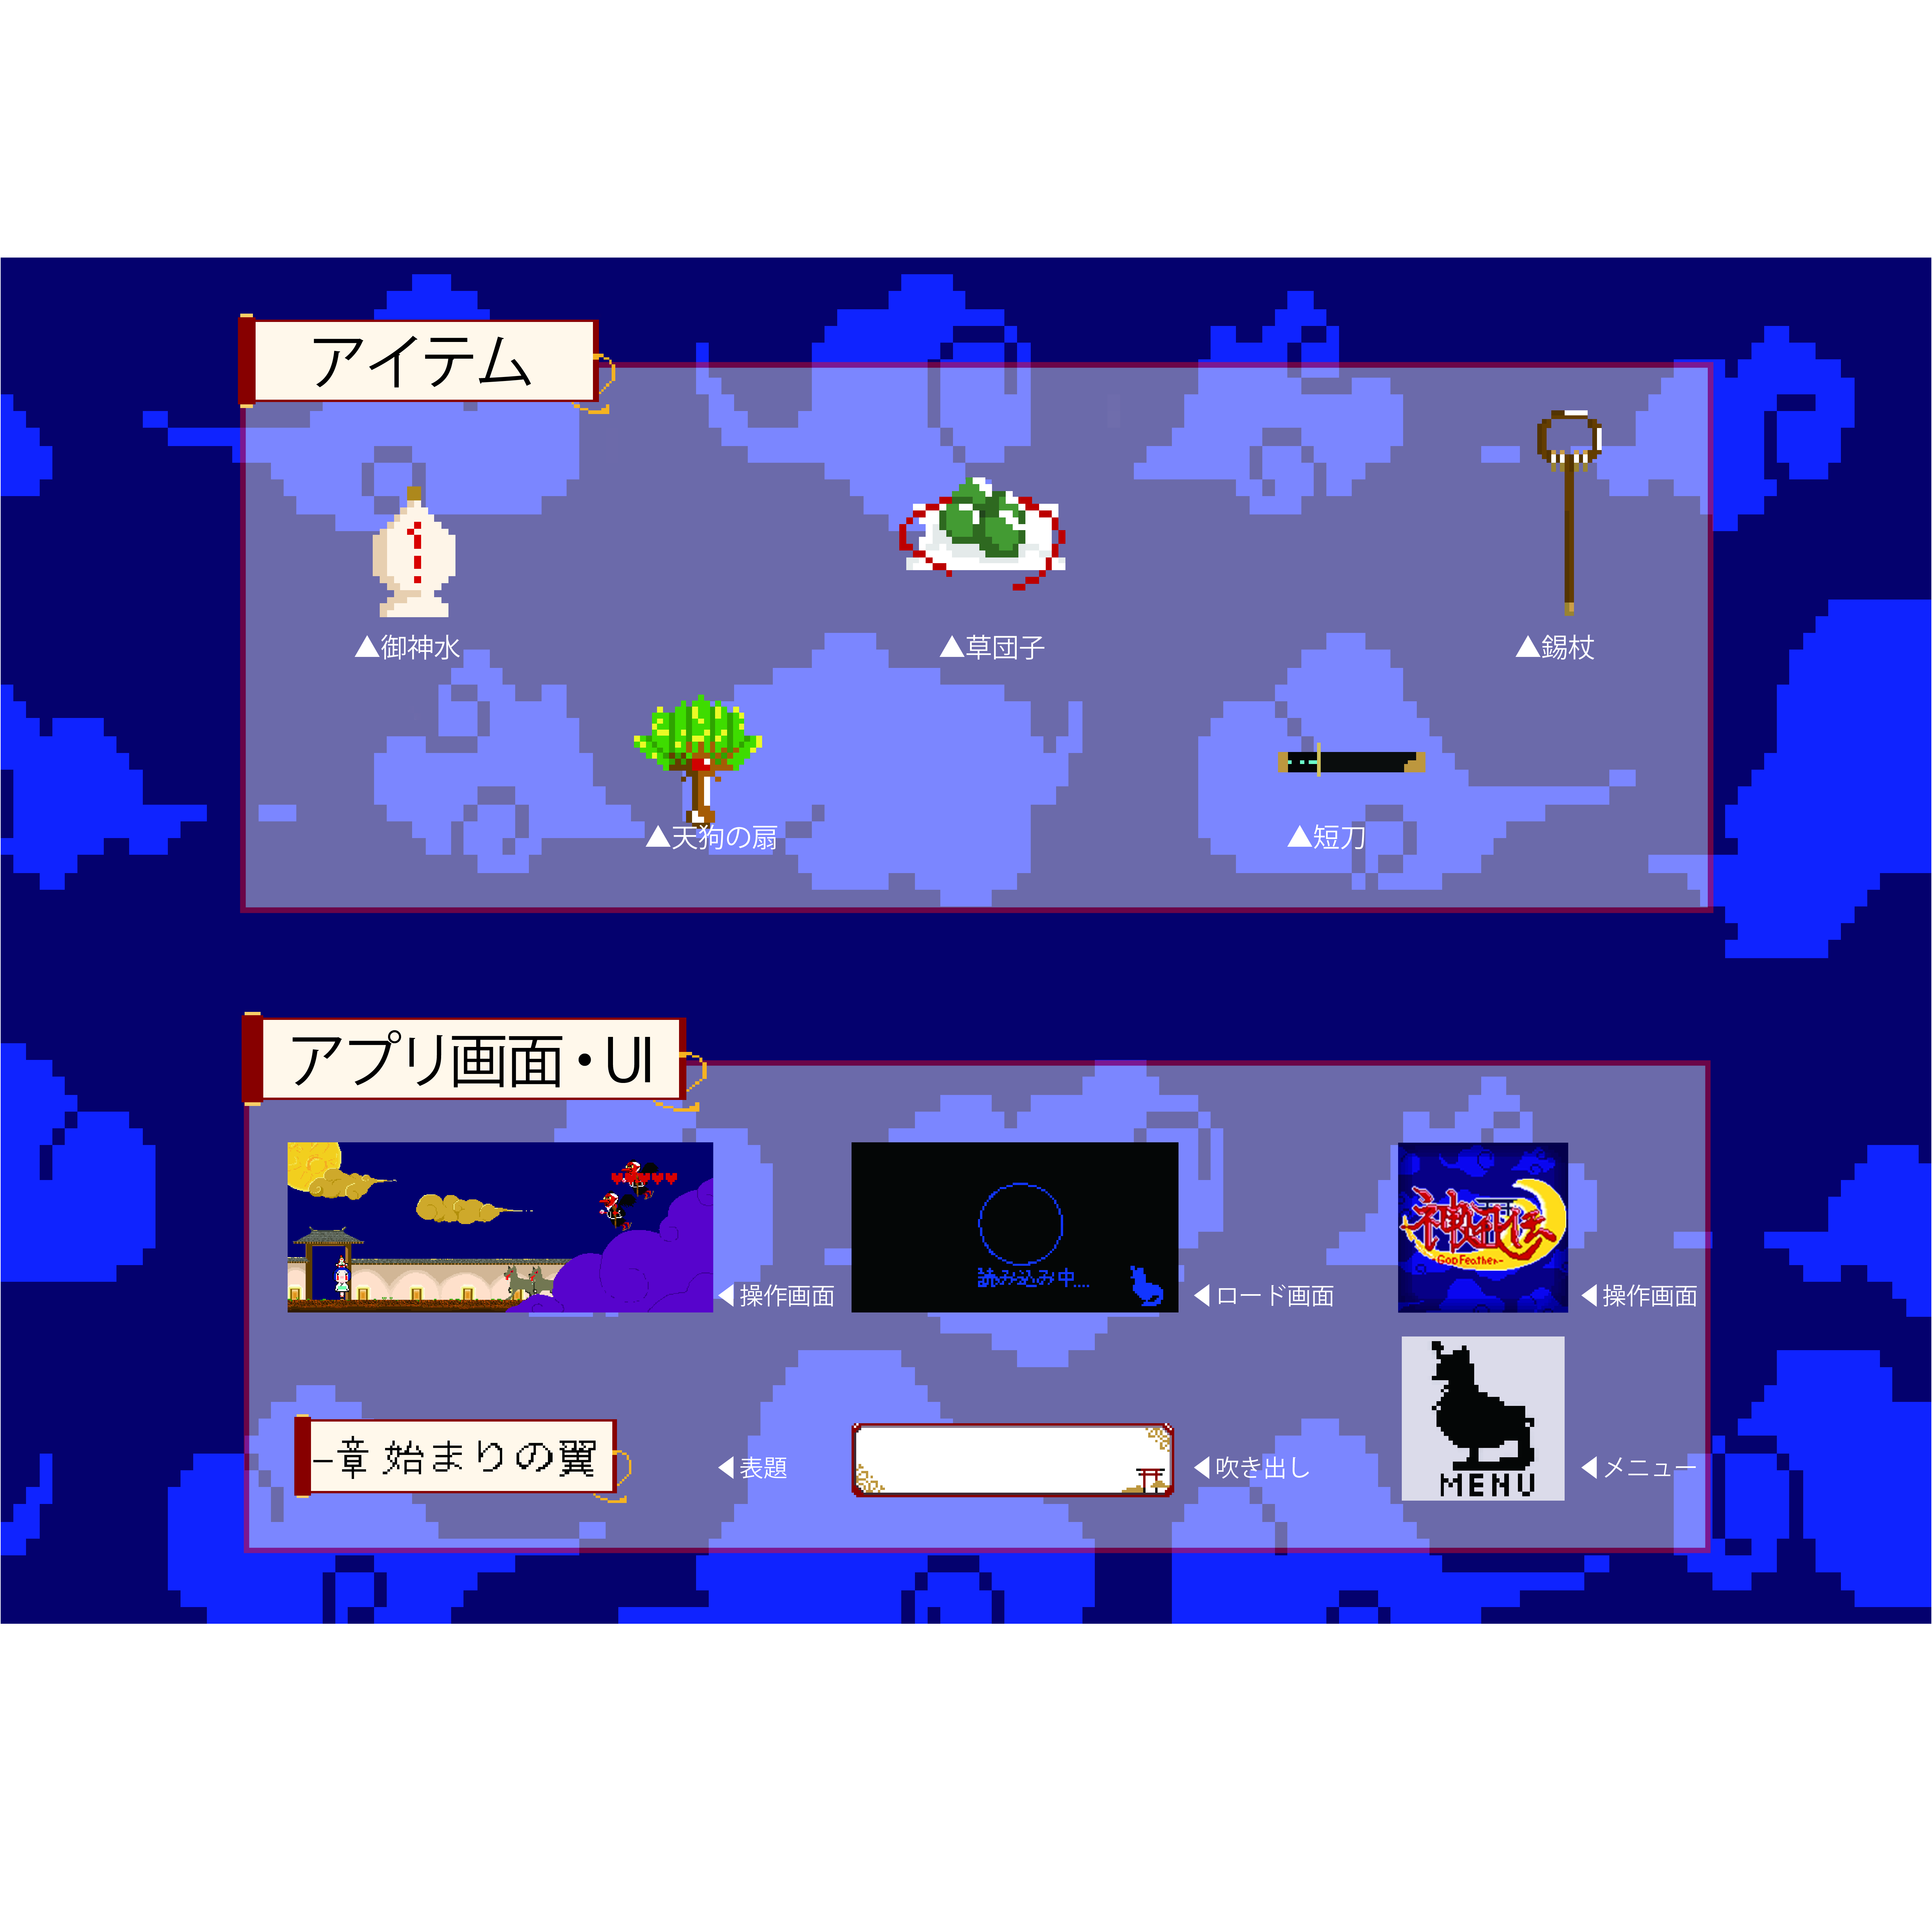 アイテム
▲御神水
▲草団子
▲錫杖
▲天狗の扇
▲短刀
アプリ画面・UI
◀操作画面
読み込み中....
◀ロード画面
God Feather-
◀操作画面
一章 始まりの翼
◀表題
◀吹き出し
MENU
◀メニュー